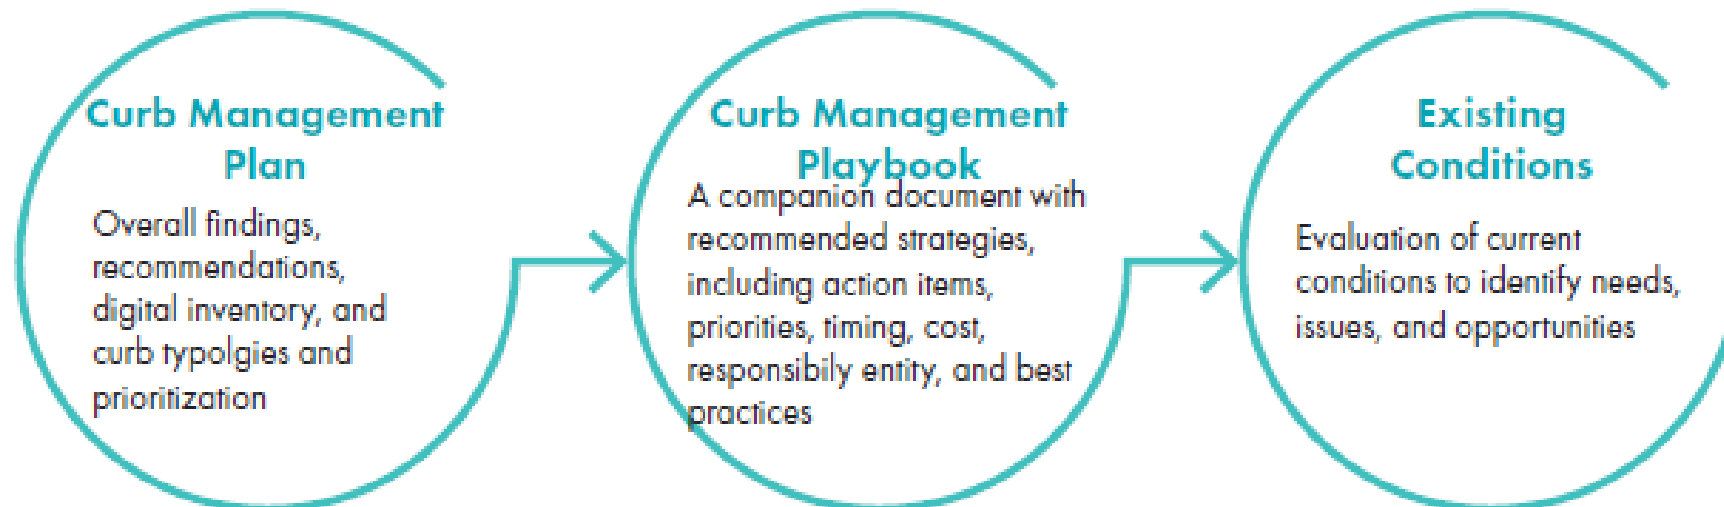 Curb Management
Plan
Overall findings,
recommendations,
digital inventory, and
curb typolgies and
prioritization
Curb Management
Playbook
A companion document with
recommended strategies,
including action items,
priorities, timing, cost,
responsibily entity, and best
practices
Existing
Conditions
Evaluation of current
conditions to identify needs,
issues, and opportunities